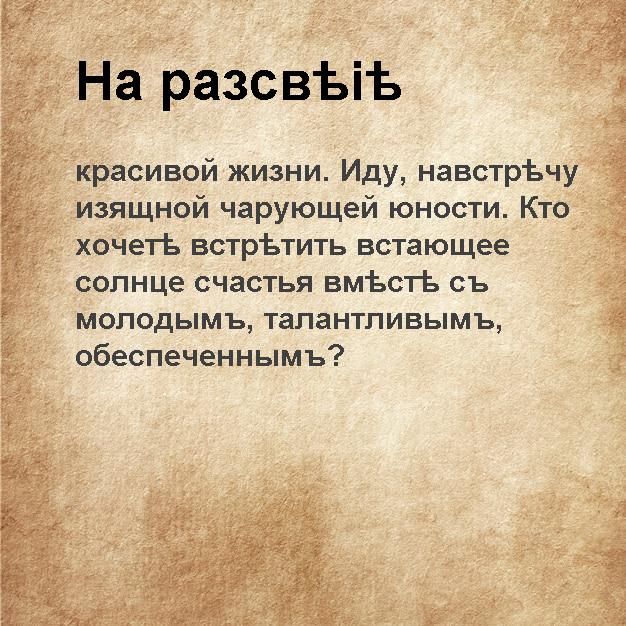 На разсвѣіѣ
красивой жизни. Иду, навстрѣчу
изящной чарующей юности. Кто
хочетѣ встрѣтить встающее
солнце счастья вмѣстѣ съ
молодымъ, талантливымъ,
обеспеченнымъ?